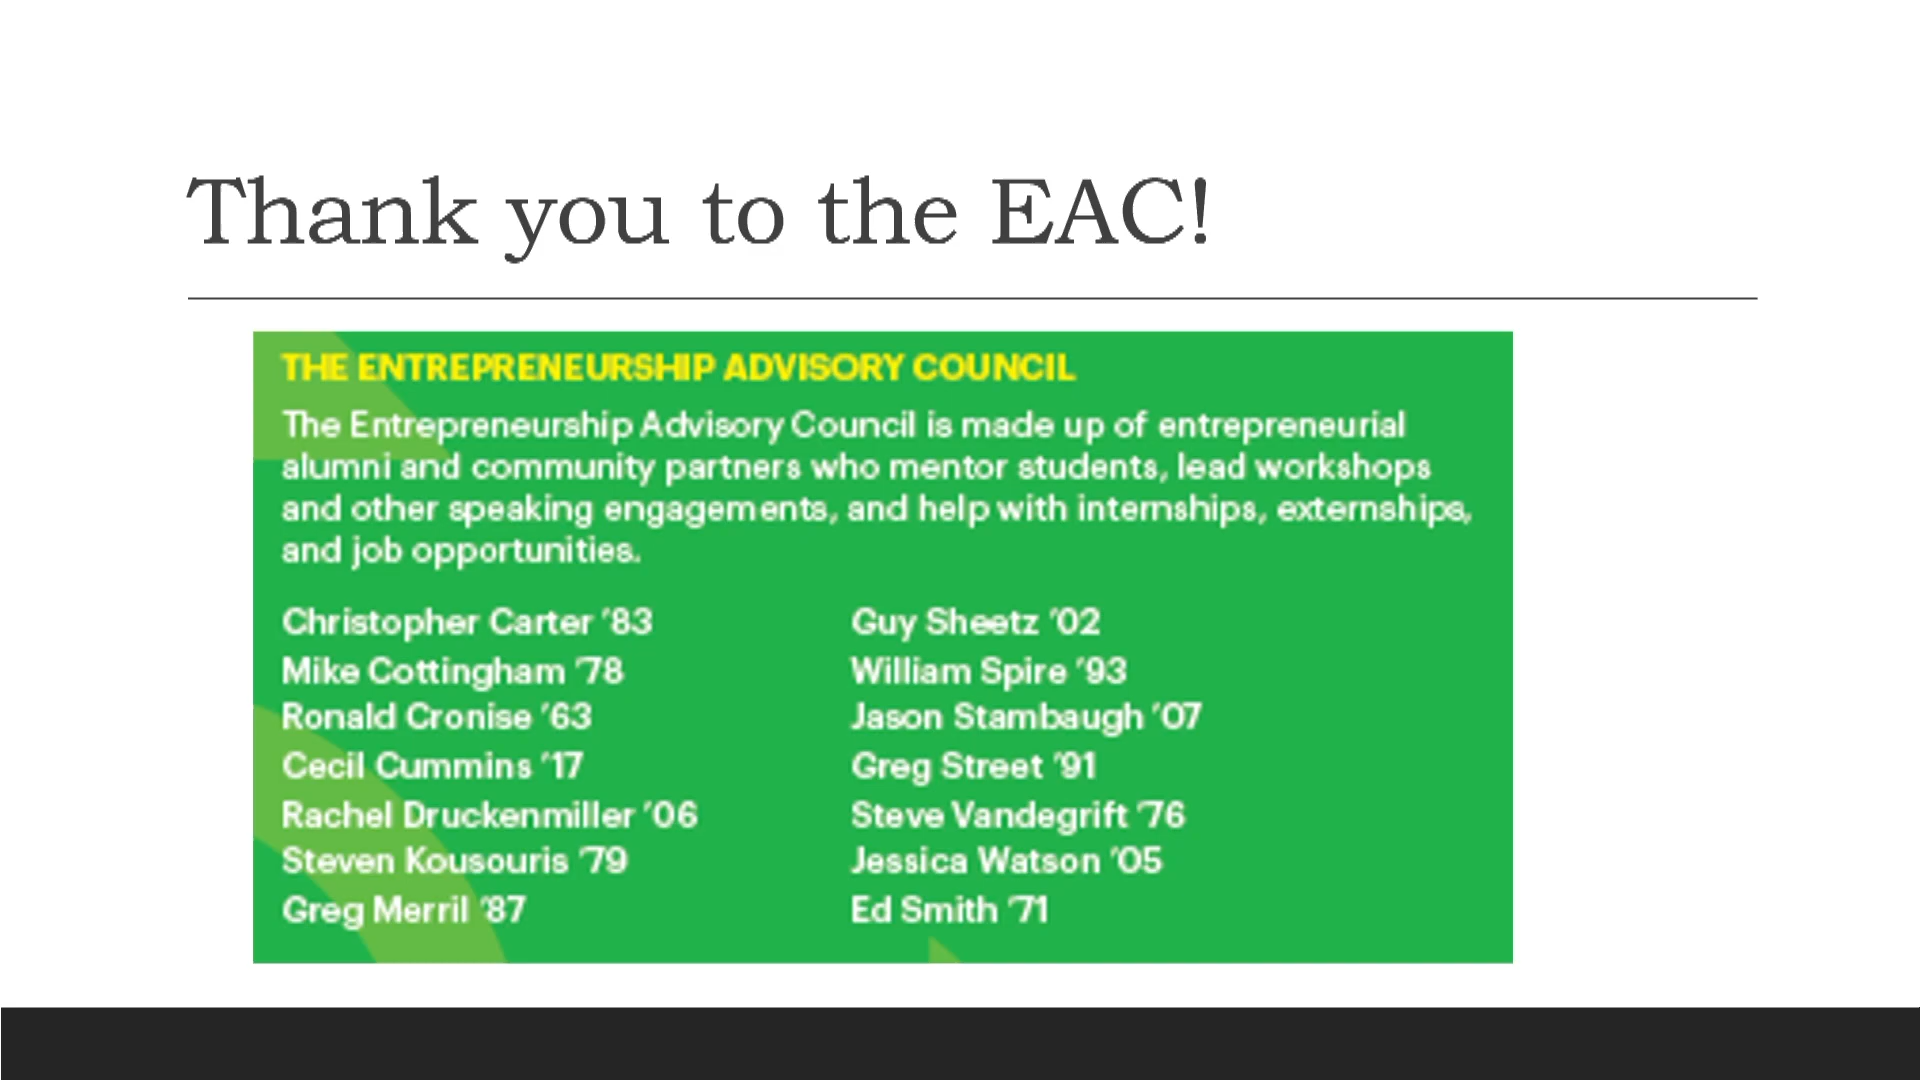 Thank you to the EAC!
THE ENTREPRENEURSHIP ADVISORY COUNCIL
The Entrepreneurship Advisory Council is made up of entrepreneurial
alumni and community partners who mentor students, lead workshops
and other speaking engagements, and help with internships, externships,
and job opportunities.
Christopher Carter '83
Mike Cottingham '78
Ronald Cronise '63
Cecil Cummins '17
Rachel Druckenmiller '06
Steven Kousouris '79
Greg Merril '87
Guy Sheetz '02
William Spire '93
Jason Stambaugh '07
Greg Street '91
Steve Vandegrift '76
Jessica Watson '05
Ed Smith '71